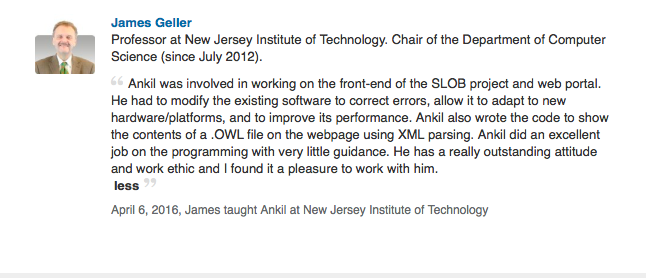 James Geller
Professor at New Jersey Institute of Technology. Chair of the Department of Computer
Science (since July 2012).
“ Ankil was involved in working on the front-end of the SLOB project and web portal.
He had to modify the existing software to correct errors, allow it to adapt to new
hardware/platforms, and to improve its performance. Ankil also wrote the code to show
the contents of a .OWL file on the webpage using XML parsing. Ankil did an excellent
job on the programming with very little guidance. He has a really outstanding attitude
and work ethic and I found it a pleasure to work with him.
less ”
April 6, 2016, James taught Ankil at New Jersey Institute of Technology